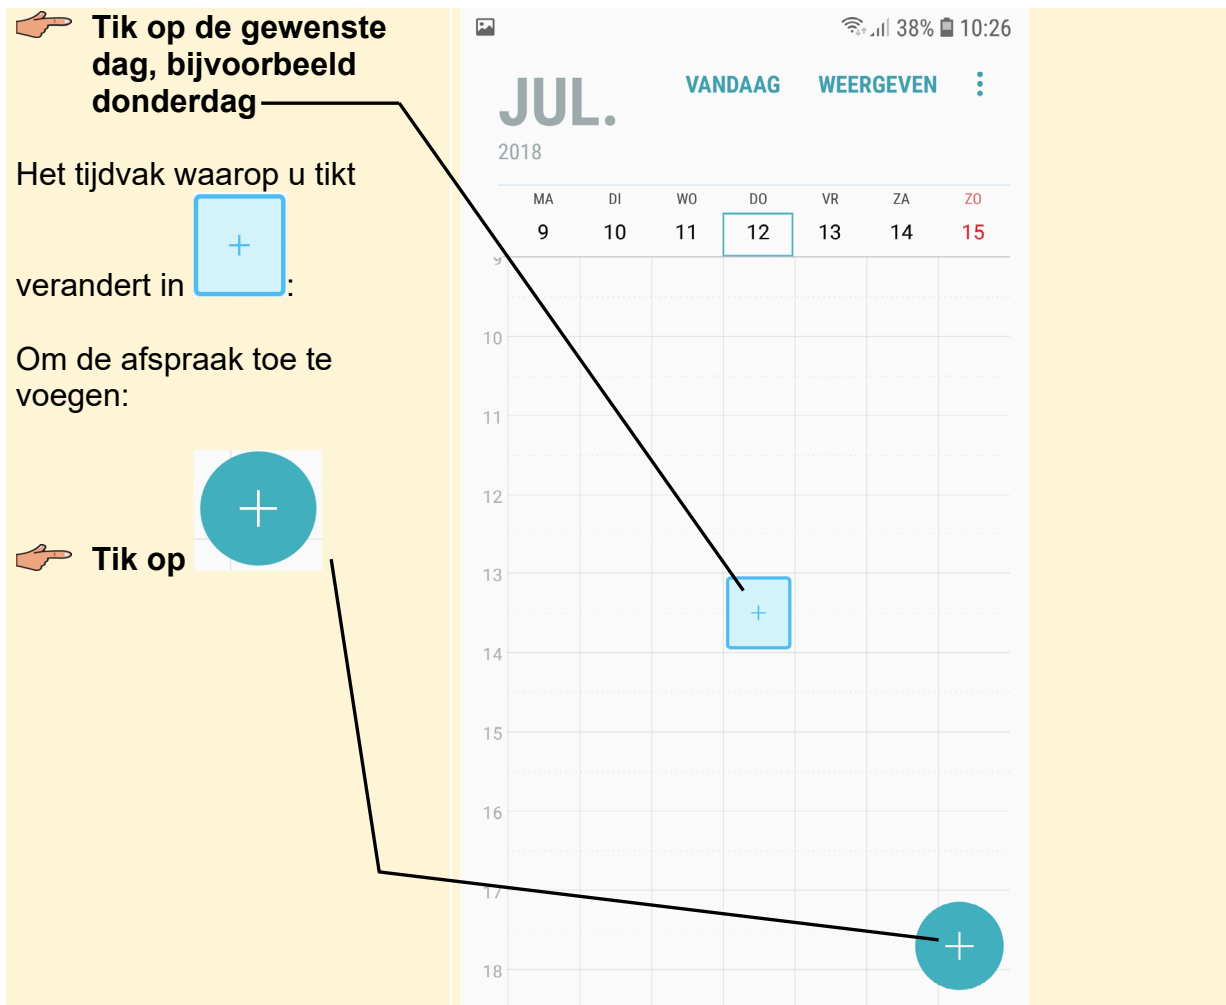 Tik op de gewenste
dag, bijvoorbeeld
donderdag
Het tijdvak waarop u tikt
verandert in + :
Om de afspraak toe te
voegen:
Tik op +
38% 10:26
JUL. VANDAAG WEERGEVEN
2018
MA DI WO DO VR ZA ZO
9 10 11 12 13 14 15
9
10
11
12
13
+
14
15
16
17
+
18